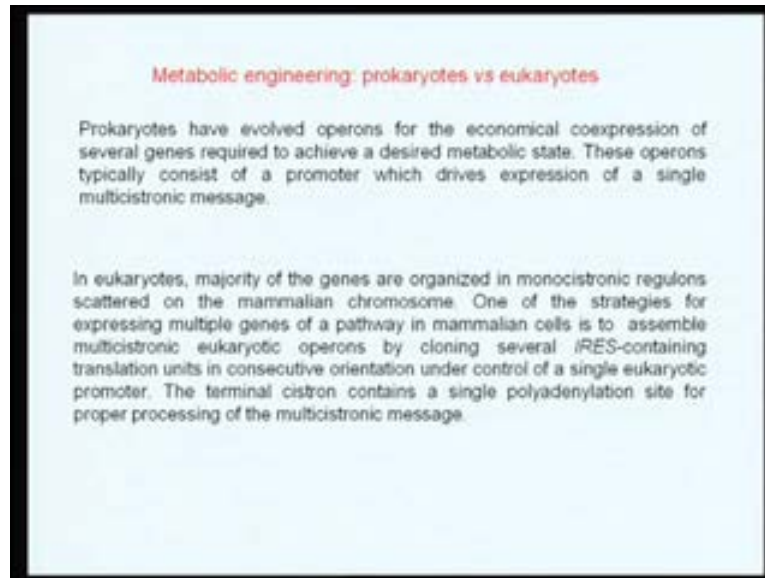 Metabolic engineering: prokaryotes vs eukaryotes
Prokaryotes have evolved operons for the economical coexpression of
several genes required to achieve a desired metabolic state. These operons
typically consist of a promoter which drives expression of a single
multicistronic message.
In eukaryotes, majority of the genes are organized in monocistronic regulons
scattered on the mammalian chromosome. One of the strategies for
expressing multiple genes of a pathway in mammalian cells is to assemble
multicistronic eukaryotic operons by cloning several IRES-containing
translation units in consecutive orientation under control of a single eukaryotic
promoter. The terminal cistron contains a single polyadenylation site for
proper processing of the multicistronic message.